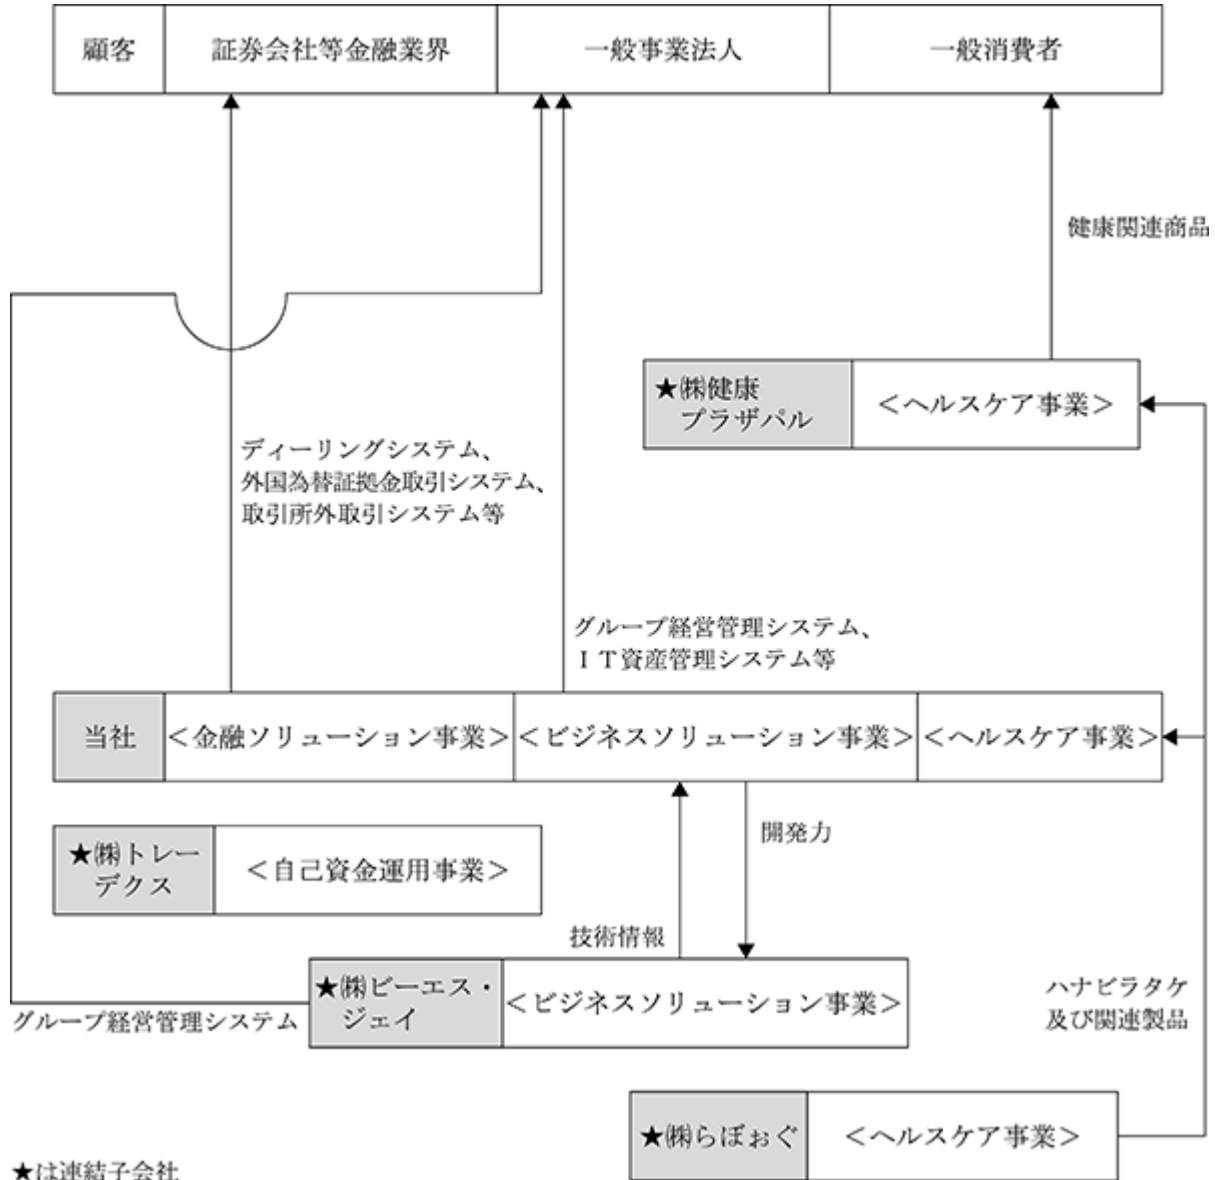 顧客 証券会社等金融業界 一般事業法人 一般消費者
健康関連商品
★㈱健康
プラザパル
＜ヘルスケア事業＞
ディーリングシステム、
外国為替証拠金取引システム、
取引所外取引システム等
グループ経営管理システム、
ＩＴ資産管理システム等
当社 ＜金融ソリューション事業＞ ＜ビジネスソリューション事業＞ ＜ヘルスケア事業＞
開発力
★㈱トレー
デクス
＜自己資金運用事業＞
技術情報
★㈱ビーエス・
ジェイ
＜ビジネスソリューション事業＞
グループ経営管理システム
ハナビラタケ
及び関連製品
★㈱らぼぉぐ ＜ヘルスケア事業＞
★は連結子会社